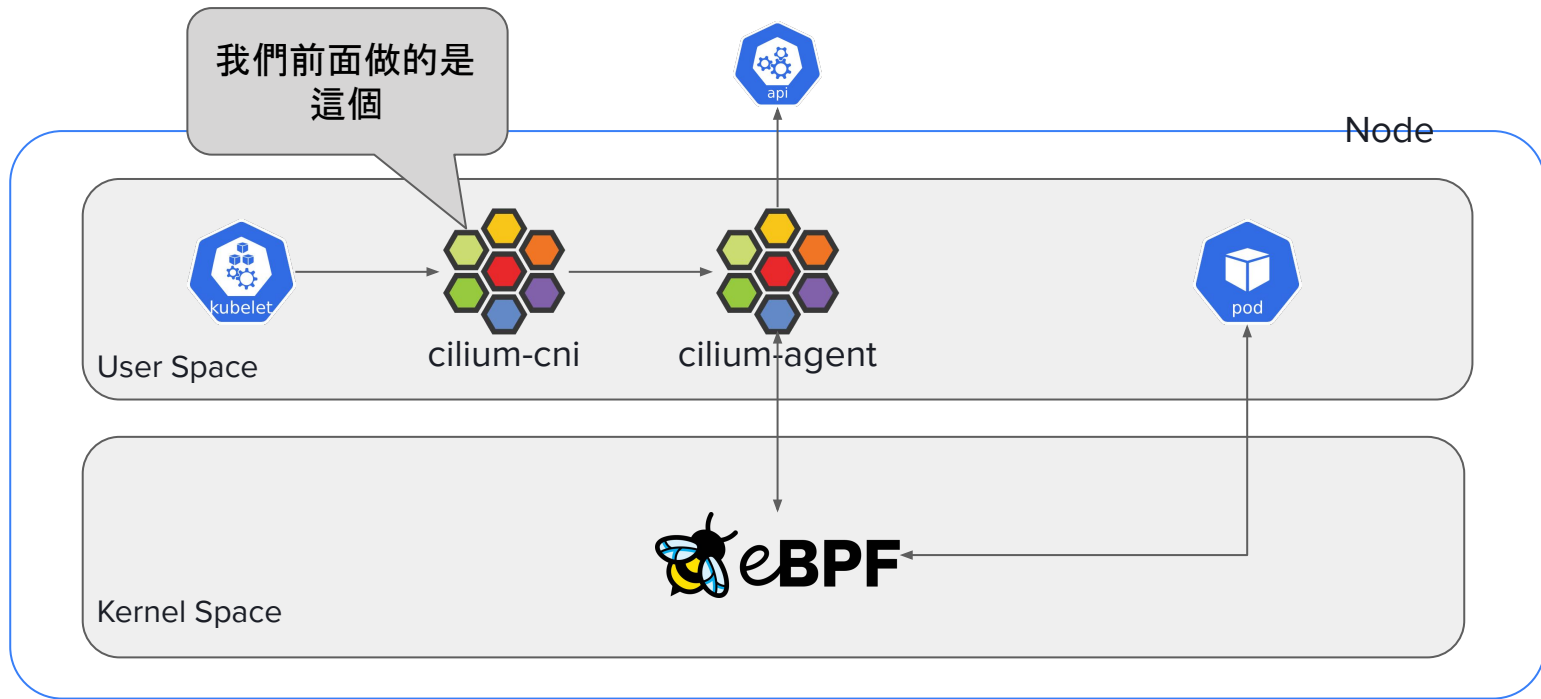 我們前面做的是
這個
api
Node
kubelet
cilium-cni
cilium-agent
pod
User Space
eBPF
Kernel Space